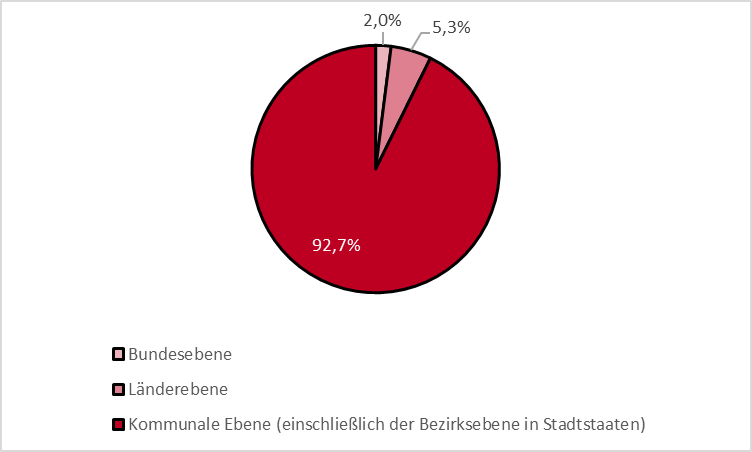 2,0%
5,3%
92,7%
Bundesebene
Länderebene
Kommunale Ebene (einschließlich der Bezirksebene in Stadtstaaten)